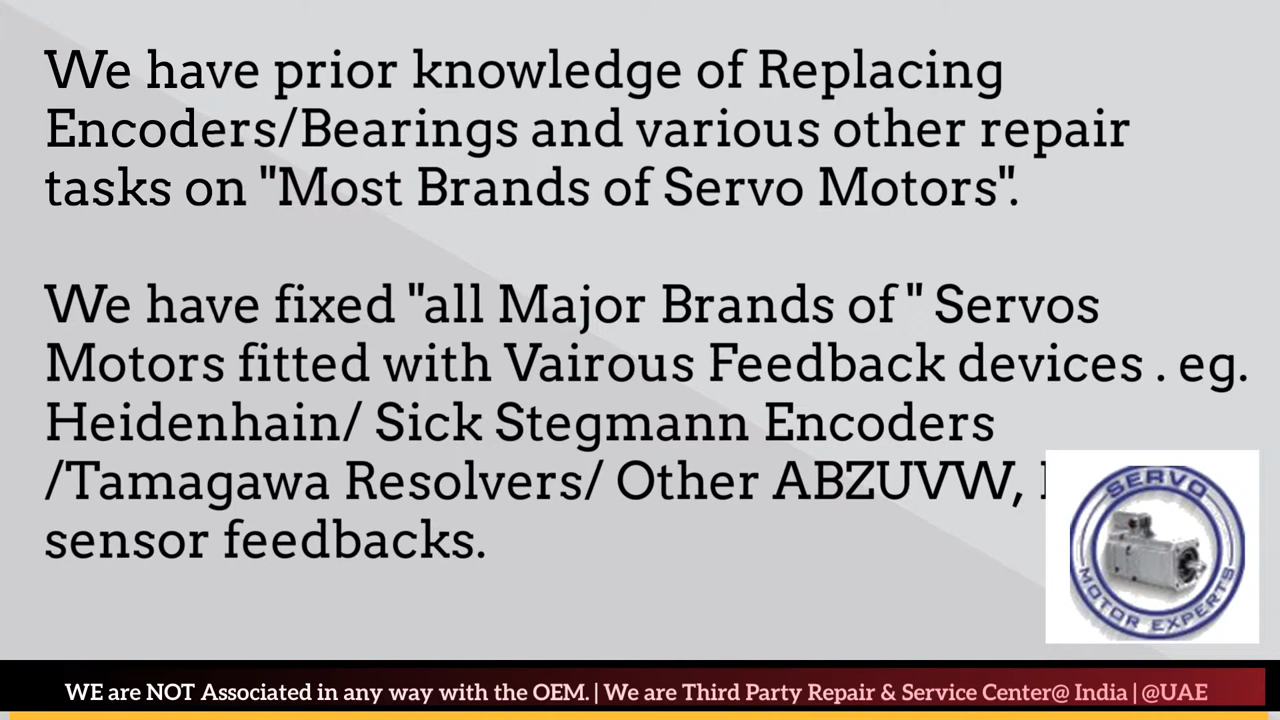 We have prior knowledge of Replacing
Encoders/Bearings and various other repair
tasks on "Most Brands of Servo Motors".
We have fixed "all Major Brands of " Servos
Motors fitted with Vairous Feedback devices . eg.
Heidenhain/ Sick Stegmann Encoders
/Tamagawa Resolvers/ Other ABZUVW,
sensor feedbacks.
SERVO
MOTOR EXPERTS
WE are NOT Associated in any way with the OEM. | We are Third Party Repair & Service Center@ India | @UAE